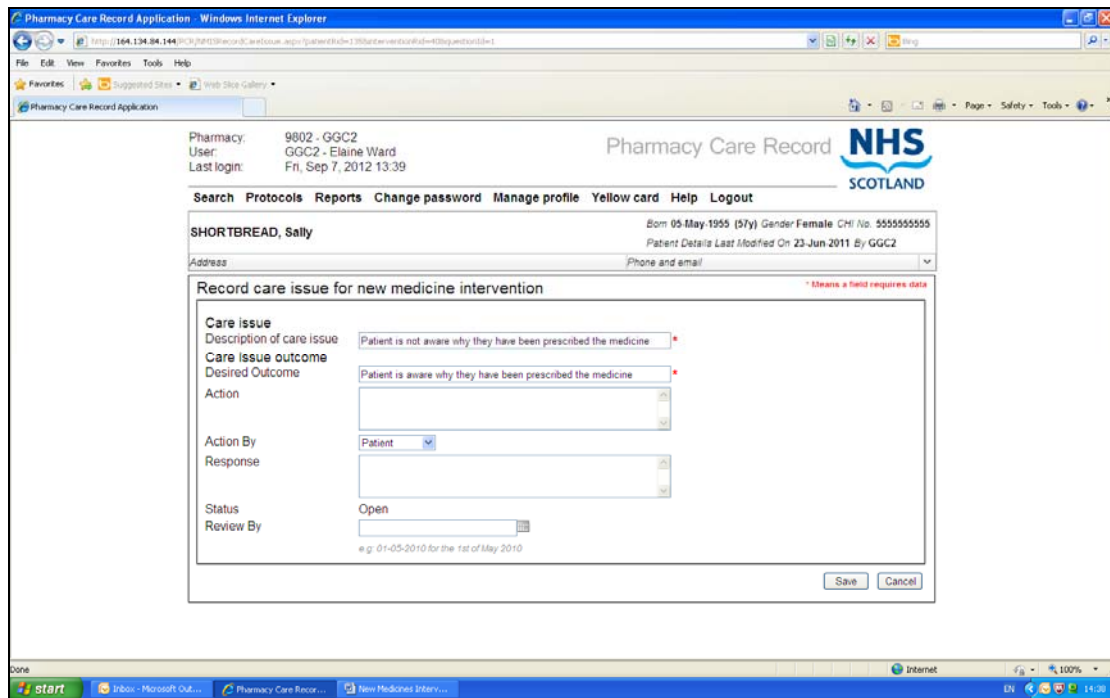 Pharmacy Care Record Application - Windows Internet Explorer
File Edit View Favorites Tools Help
Favorites Suggested Sites Web Slice Gallery
Pharmacy Care Record Application
Page Safety Tools
Pharmacy: 9802 - GGC2
User: GGC2 - Elaine Ward
Last login: Fri, Sep 7, 2012 13:39
Pharmacy Care Record
NHS
SCOTLAND
Search Protocols Reports Change password Manage profile Yellow card Help Logout
SHORTBREAD, Sally
Born 05-May-1955 (57y) Gender Female CHI No. 5555555555
Patient Details Last Modified On 23-Jun-2011 By GGC2
Address Phone and email
Record care issue for new medicine intervention
* Means a field requires data
Care issue
Description of care issue Patient is not aware why they have been prescribed the medicine *
Care issue outcome
Desired Outcome Patient is aware why they have been prescribed the medicine *
Action
Action By Patient
Response
Status Open
Review By
e.g: 01-05-2010 for the 1st of May 2010
Save Cancel
Done Internet 100%
start Inbox - Microsoft Out... Pharmacy Care Recor... New Medicines Interv... EN 14:30